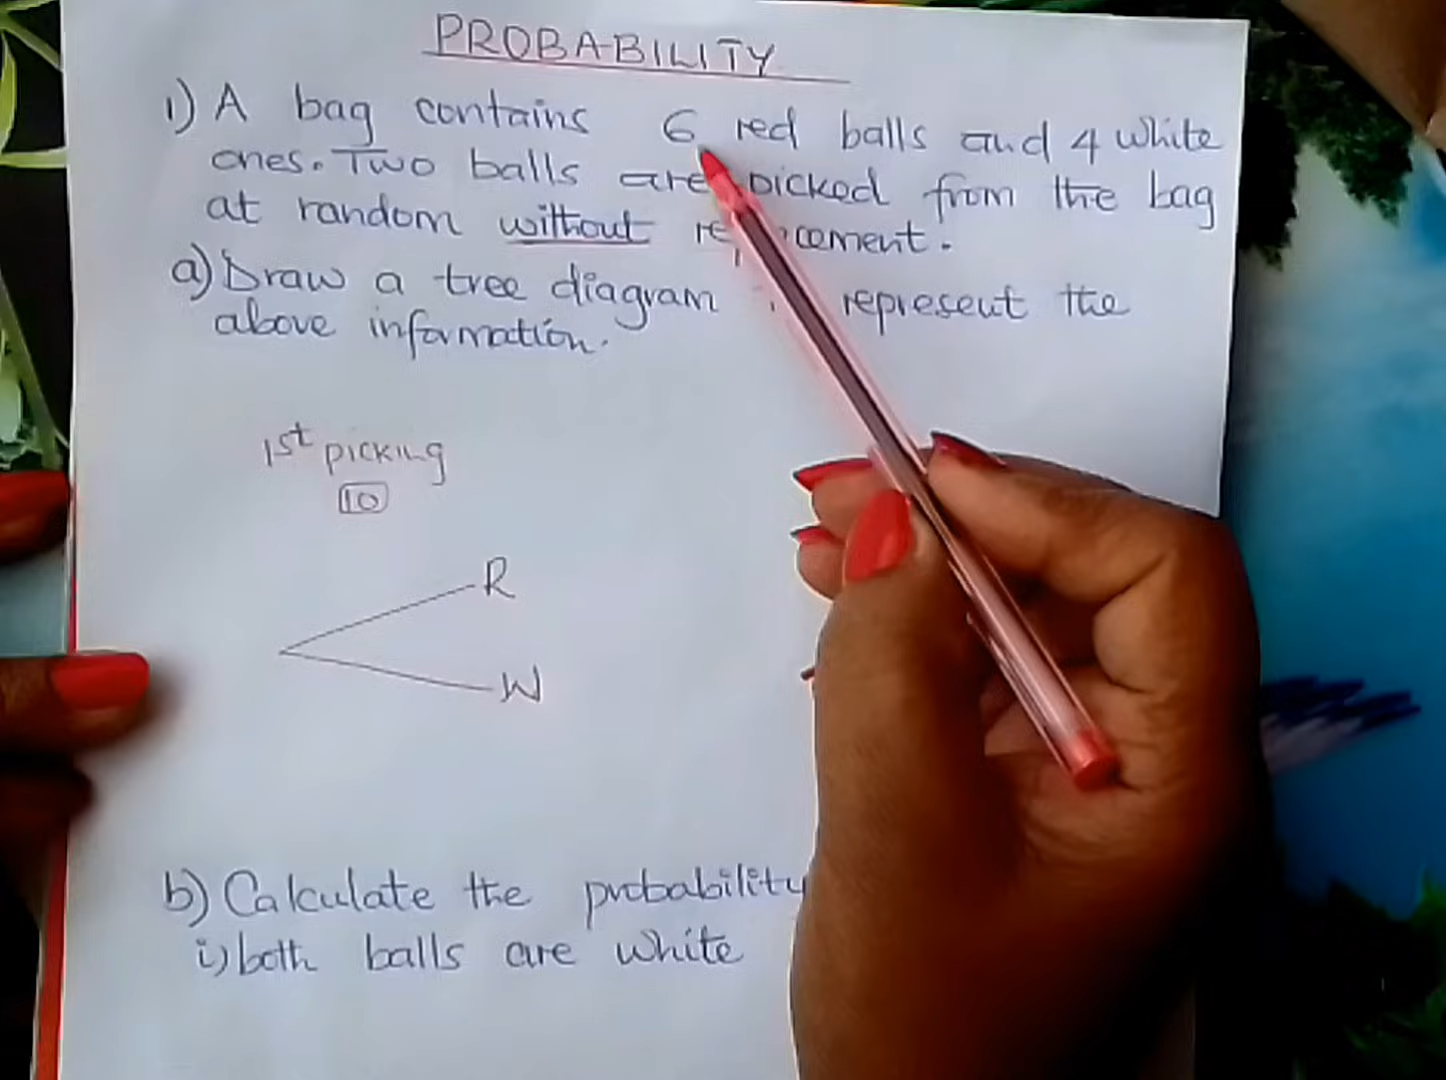 PROBABILITY
1) A bag contains 6 red balls and 4 white
ones. Two balls are picked from the bag
at random without
a) Draw a tree diagram represent the
above information.
1st picking
10
R
W
b) Calculate the probability
i) both balls are white